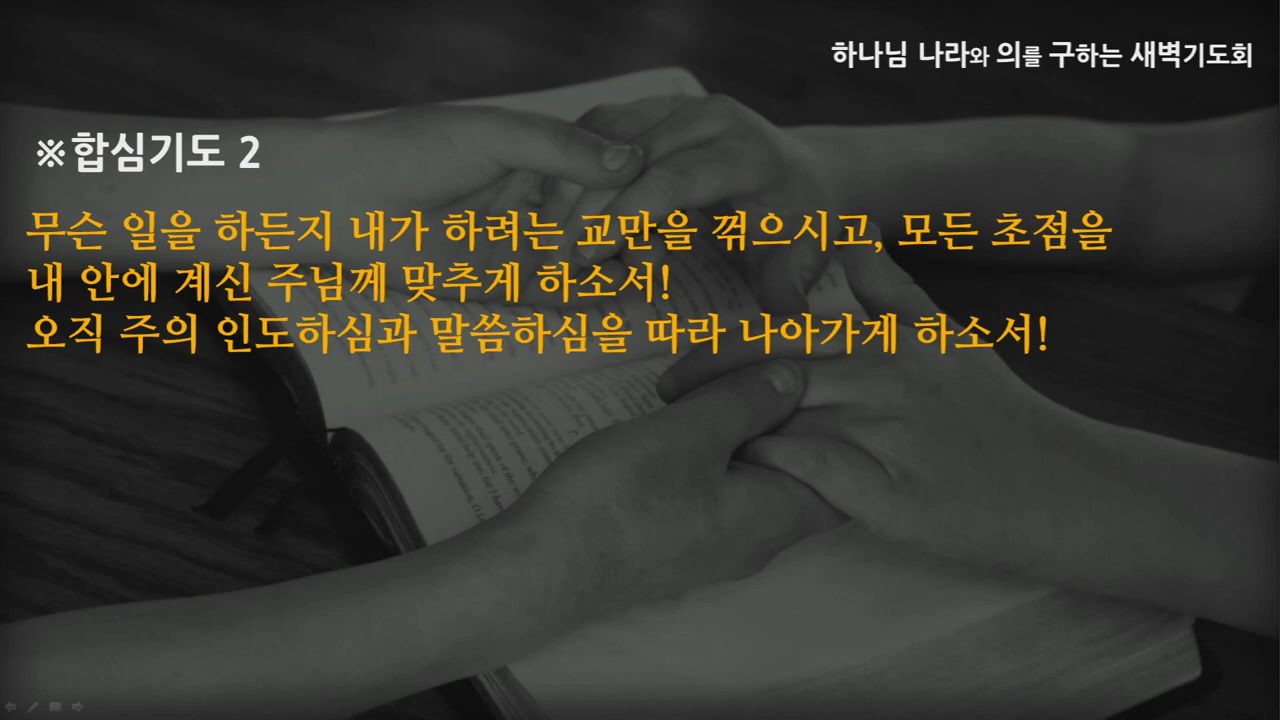 하나님 나라와 의를 구하는 새벽기도회
※합심기도 2
무슨 일을 하든지 내가 하려는 교만을 꺾으시고, 모든 초점을
내 안에 계신 주님께 맞추게 하소서!
오직 주의 인도하심과 말씀하심을 따라 나아가게 하소서!